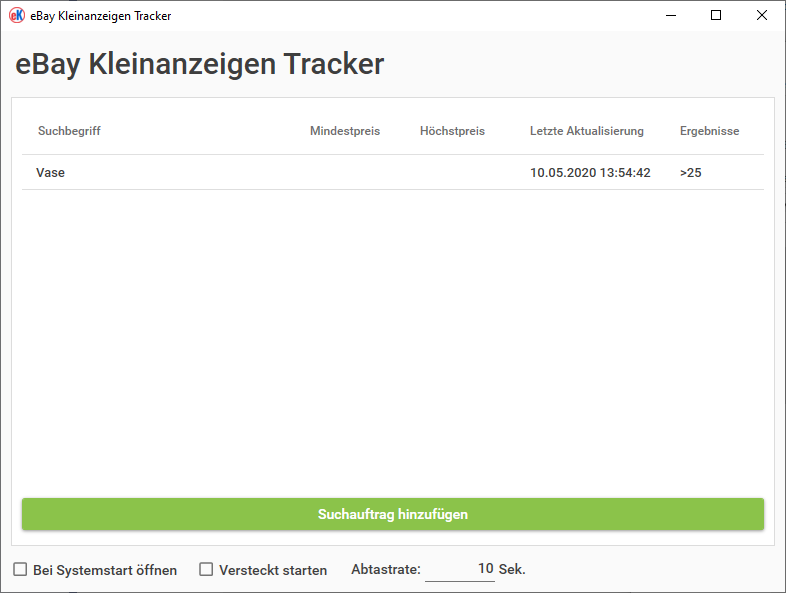 eK eBay Kleinanzeigen Tracker
eBay Kleinanzeigen Tracker
Suchbegriff Mindestpreis Höchstpreis Letzte Aktualisierung Ergebnisse
Vase 10.05.2020 13:54:42 >25
Suchauftrag hinzufügen
Bei Systemstart öffnen Versteckt starten Abtastrate: 10 Sek.